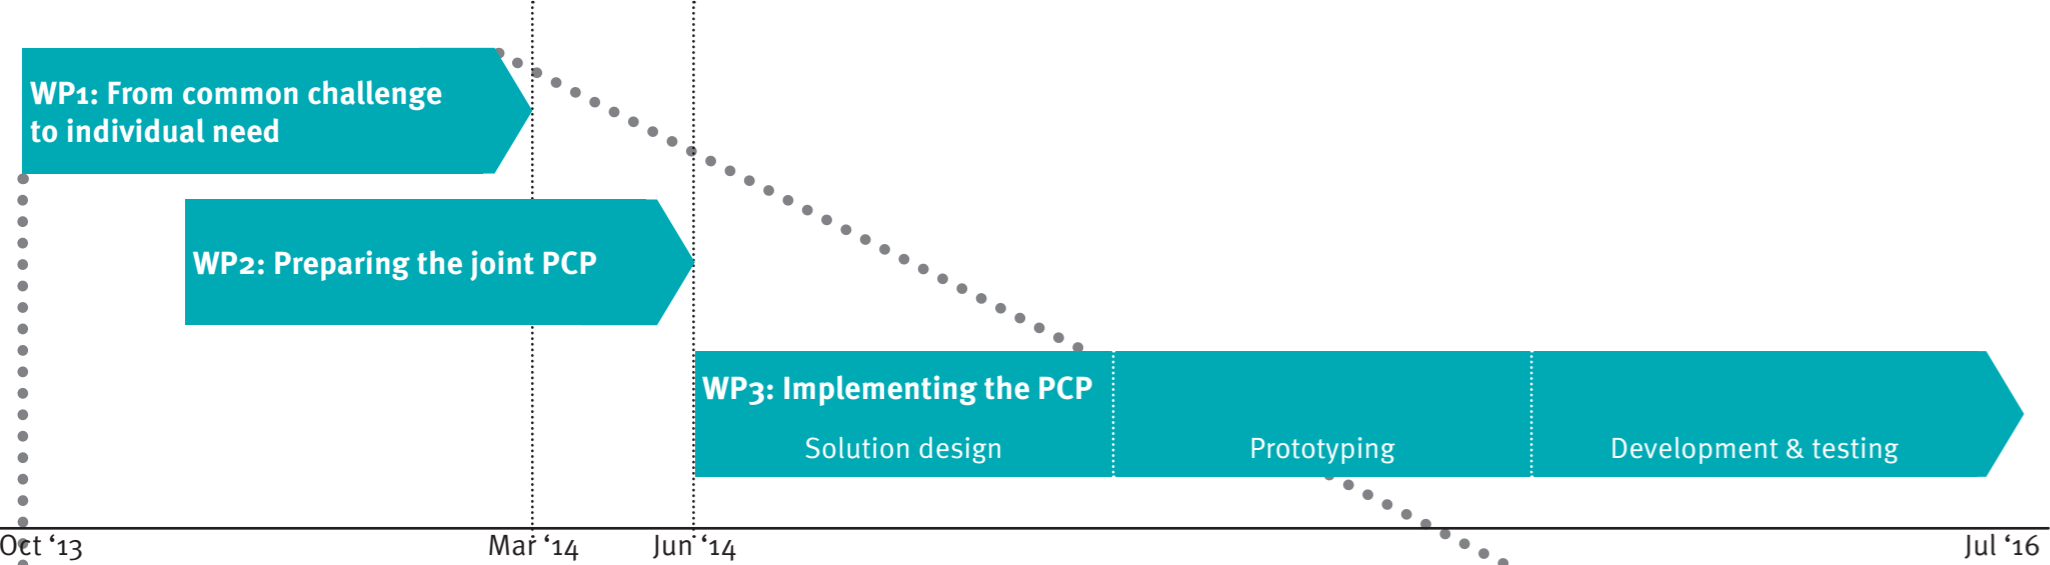 WP1: From common challenge
to individual need
WP2: Preparing the joint PCP
WP3: Implementing the PCP
Solution design
Prototyping
Development & testing
Oct ‘13
Mar ‘14
Jun ‘14
Jul ‘16